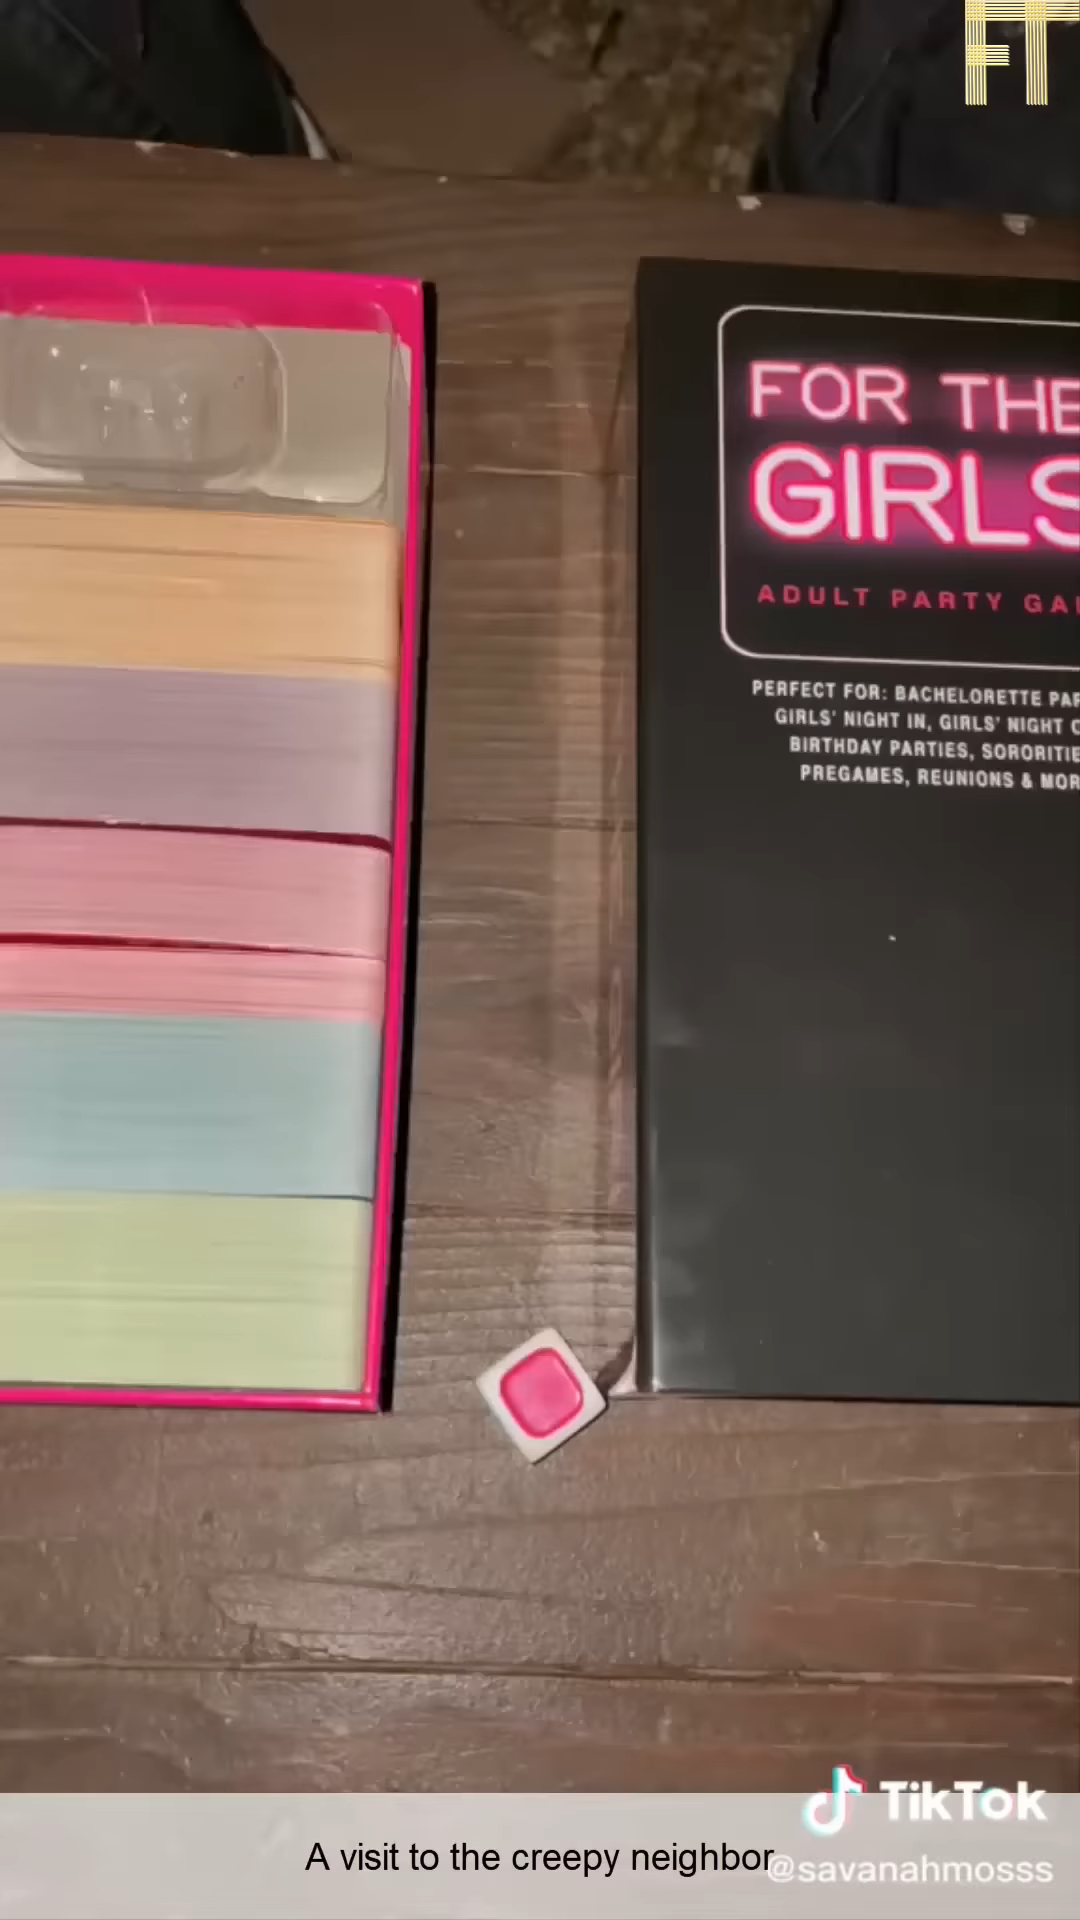 FT
FOR THE
GIRLS
ADULT PARTY GA
PERFECT FOR: BACHELORETTE PAR
GIRLS' NIGHT IN, GIRLS' NIGHT O
BIRTHDAY PARTIES, SORORITIE
PREGAMES, REUNIONS & MOR
TikTok
A visit to the creepy neighbor
@savanahmosss